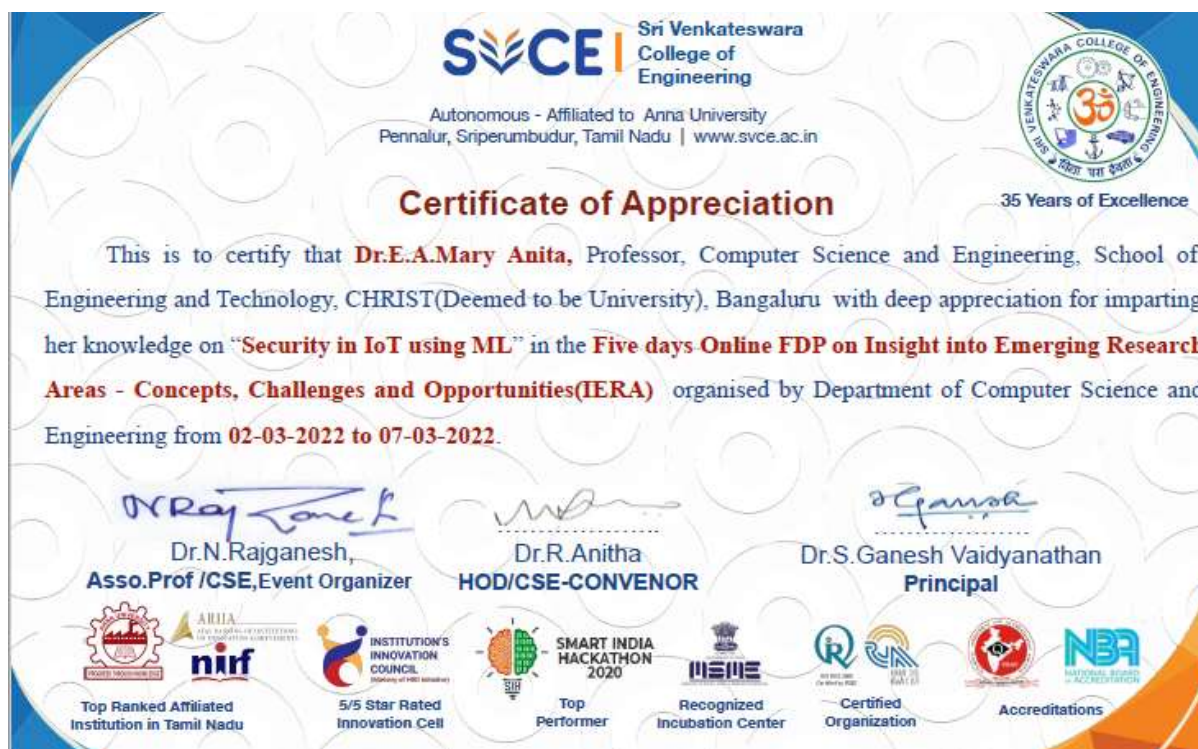 SVCE
Sri Venkateswara
College of
Engineering
Autonomous - Affiliated to Anna University
Pennalur, Sriperumbudur, Tamil Nadu | www.svce.ac.in
SRI VENKATESWARA COLLEGE OF ENGINEERING
ॐ
35 Years of Excellence
Certificate of Appreciation
This is to certify that Dr.E.A.Mary Anita, Professor, Computer Science and Engineering, School of
Engineering and Technology, CHRIST(Deemed to be University), Bangaluru with deep appreciation for imparting
her knowledge on “Security in IoT using ML” in the Five days Online FDP on Insight into Emerging Research
Areas - Concepts, Challenges and Opportunities(IERA) organised by Department of Computer Science and
Engineering from 02-03-2022 to 07-03-2022.
Dr.N.Rajganesh,
Asso.Prof /CSE,Event Organizer
Dr.R.Anitha
HOD/CSE-CONVENOR
Dr.S.Ganesh Vaidyanathan
Principal
ARIIA
nirf
Top Ranked Affiliated
Institution in Tamil Nadu
INSTITUTION'S
INNOVATION
COUNCIL
(Ministry of HRD Initiative)
5/5 Star Rated
Innovation Cell
SIH
SMART INDIA
HACKATHON
2020
Top
Performer
MSME
Recognized
Incubation Center
Certified
Organization
NBA
NATIONAL BOARD
of ACCREDITATION
Accreditations